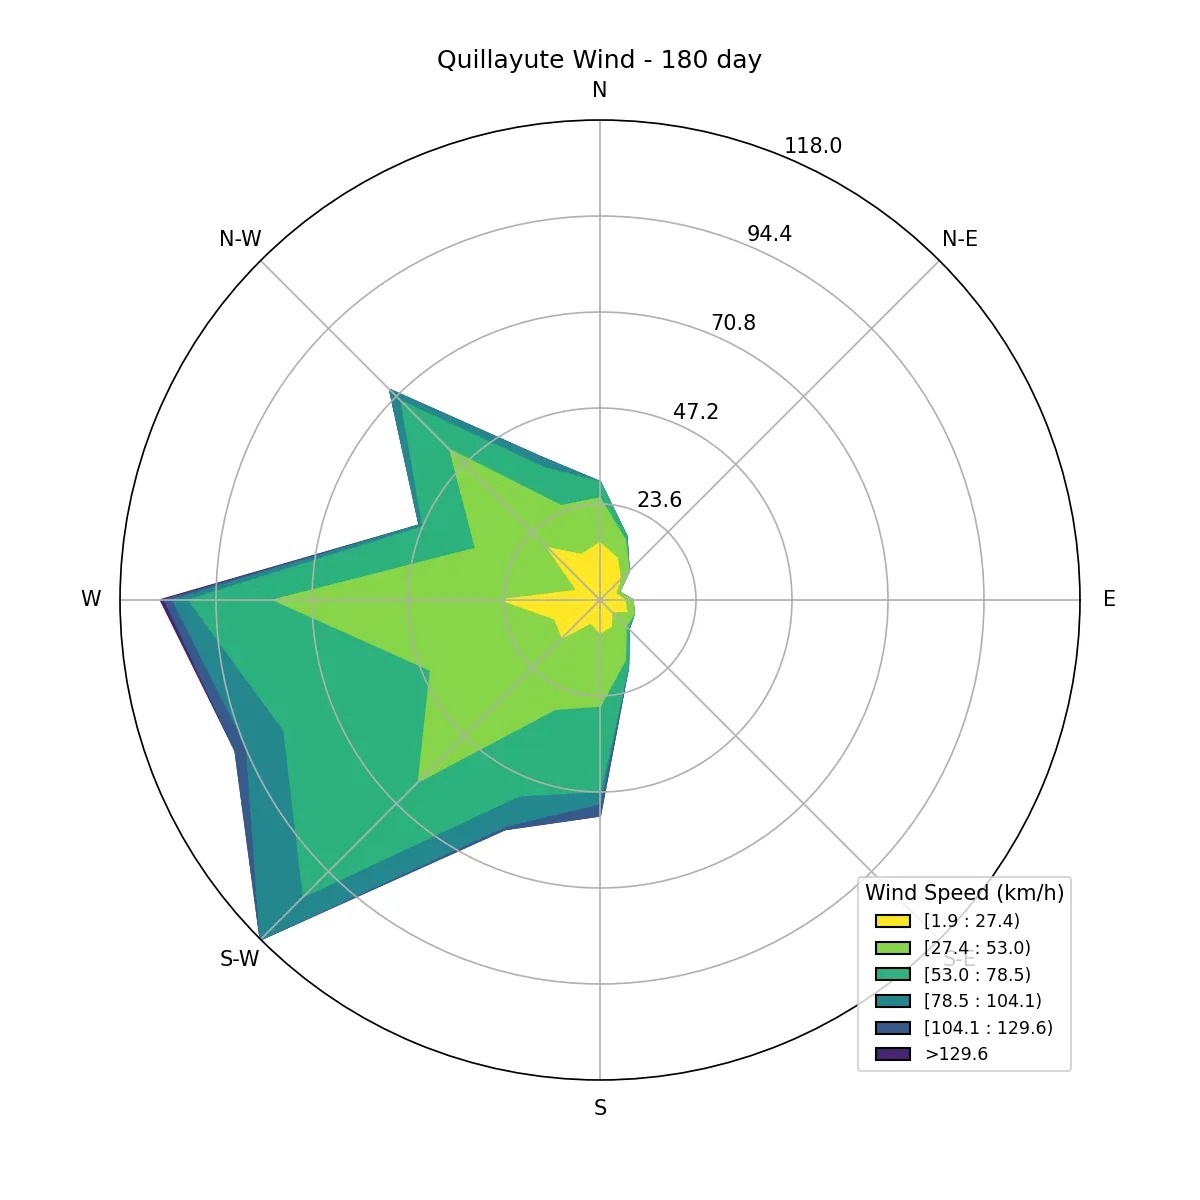 Quillayute Wind - 180 day
N
118.0
N-W
N-E
94.4
70.8
47.2
23.6
W
E
S-W
S-E
S
Wind Speed (km/h)
[1.9 : 27.4)
[27.4 : 53.0)
[53.0 : 78.5)
[78.5 : 104.1)
[104.1 : 129.6)
>129.6